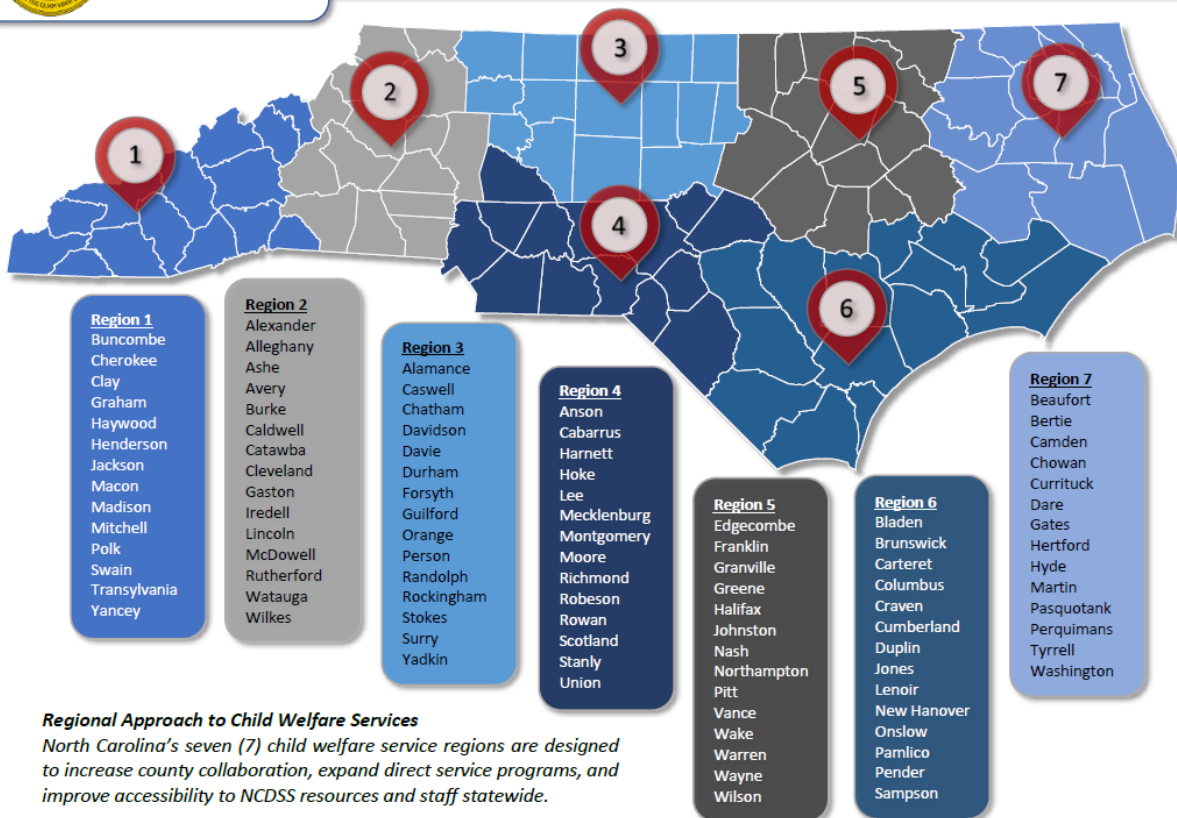 1
2
3
4
5
6
7
Region 1
Buncombe
Cherokee
Clay
Graham
Haywood
Henderson
Jackson
Macon
Madison
Mitchell
Polk
Swain
Transylvania
Yancey
Region 2
Alexander
Alleghany
Ashe
Avery
Burke
Caldwell
Catawba
Cleveland
Gaston
Iredell
Lincoln
McDowell
Rutherford
Watauga
Wilkes
Region 3
Alamance
Caswell
Chatham
Davidson
Davie
Durham
Forsyth
Guilford
Orange
Person
Randolph
Rockingham
Stokes
Surry
Yadkin
Region 4
Anson
Cabarrus
Harnett
Hoke
Lee
Mecklenburg
Montgomery
Moore
Richmond
Robeson
Rowan
Scotland
Stanly
Union
Region 5
Edgecombe
Franklin
Granville
Greene
Halifax
Johnston
Nash
Northampton
Pitt
Vance
Wake
Warren
Wayne
Wilson
Region 6
Bladen
Brunswick
Carteret
Columbus
Craven
Cumberland
Duplin
Jones
Lenoir
New Hanover
Onslow
Pamlico
Pender
Sampson
Region 7
Beaufort
Bertie
Camden
Chowan
Currituck
Dare
Gates
Hertford
Hyde
Martin
Pasquotank
Perquimans
Tyrrell
Washington
Regional Approach to Child Welfare Services
North Carolina's seven (7) child welfare service regions are designed
to increase county collaboration, expand direct service programs, and
improve accessibility to NCDSS resources and staff statewide.